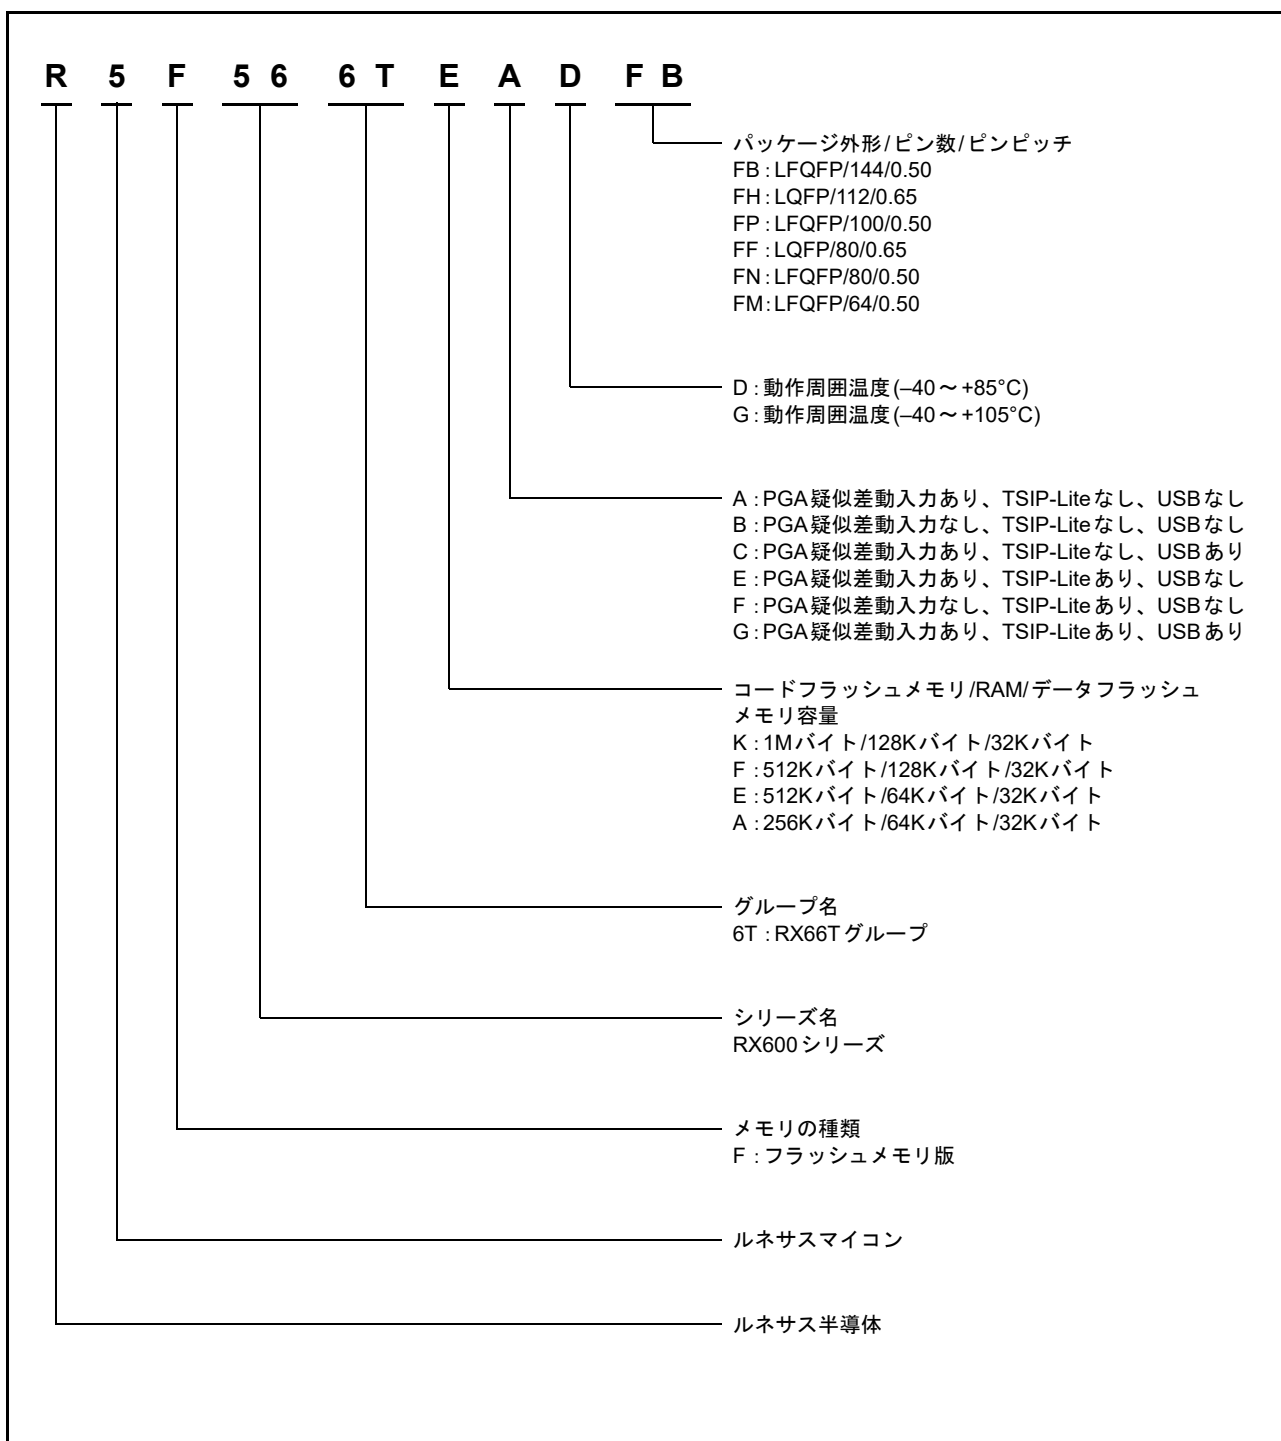 R 5 F 5 6 6 T E A D F B
パッケージ外形/ピン数/ピンピッチ
FB:LFQFP/144/0.50
FH:LQFP/112/0.65
FP:LFQFP/100/0.50
FF:LQFP/80/0.65
FN:LFQFP/80/0.50
FM:LFQFP/64/0.50
D:動作周囲温度(–40～+85°C)
G:動作周囲温度(–40～+105°C)
A:PGA疑似差動入力あり、TSIP-Liteなし、USBなし
B:PGA疑似差動入力なし、TSIP-Liteなし、USBなし
C:PGA疑似差動入力あり、TSIP-Liteなし、USBあり
E:PGA疑似差動入力あり、TSIP-Liteあり、USBなし
F:PGA疑似差動入力なし、TSIP-Liteあり、USBなし
G:PGA疑似差動入力あり、TSIP-Liteあり、USBあり
コードフラッシュメモリ/RAM/データフラッシュ
メモリ容量
K:1Mバイト/128Kバイト/32Kバイト
F:512Kバイト/128Kバイト/32Kバイト
E:512Kバイト/64Kバイト/32Kバイト
A:256Kバイト/64Kバイト/32Kバイト
グループ名
6T:RX66Tグループ
シリーズ名
RX600シリーズ
メモリの種類
F:フラッシュメモリ版
ルネサスマイコン
ルネサス半導体